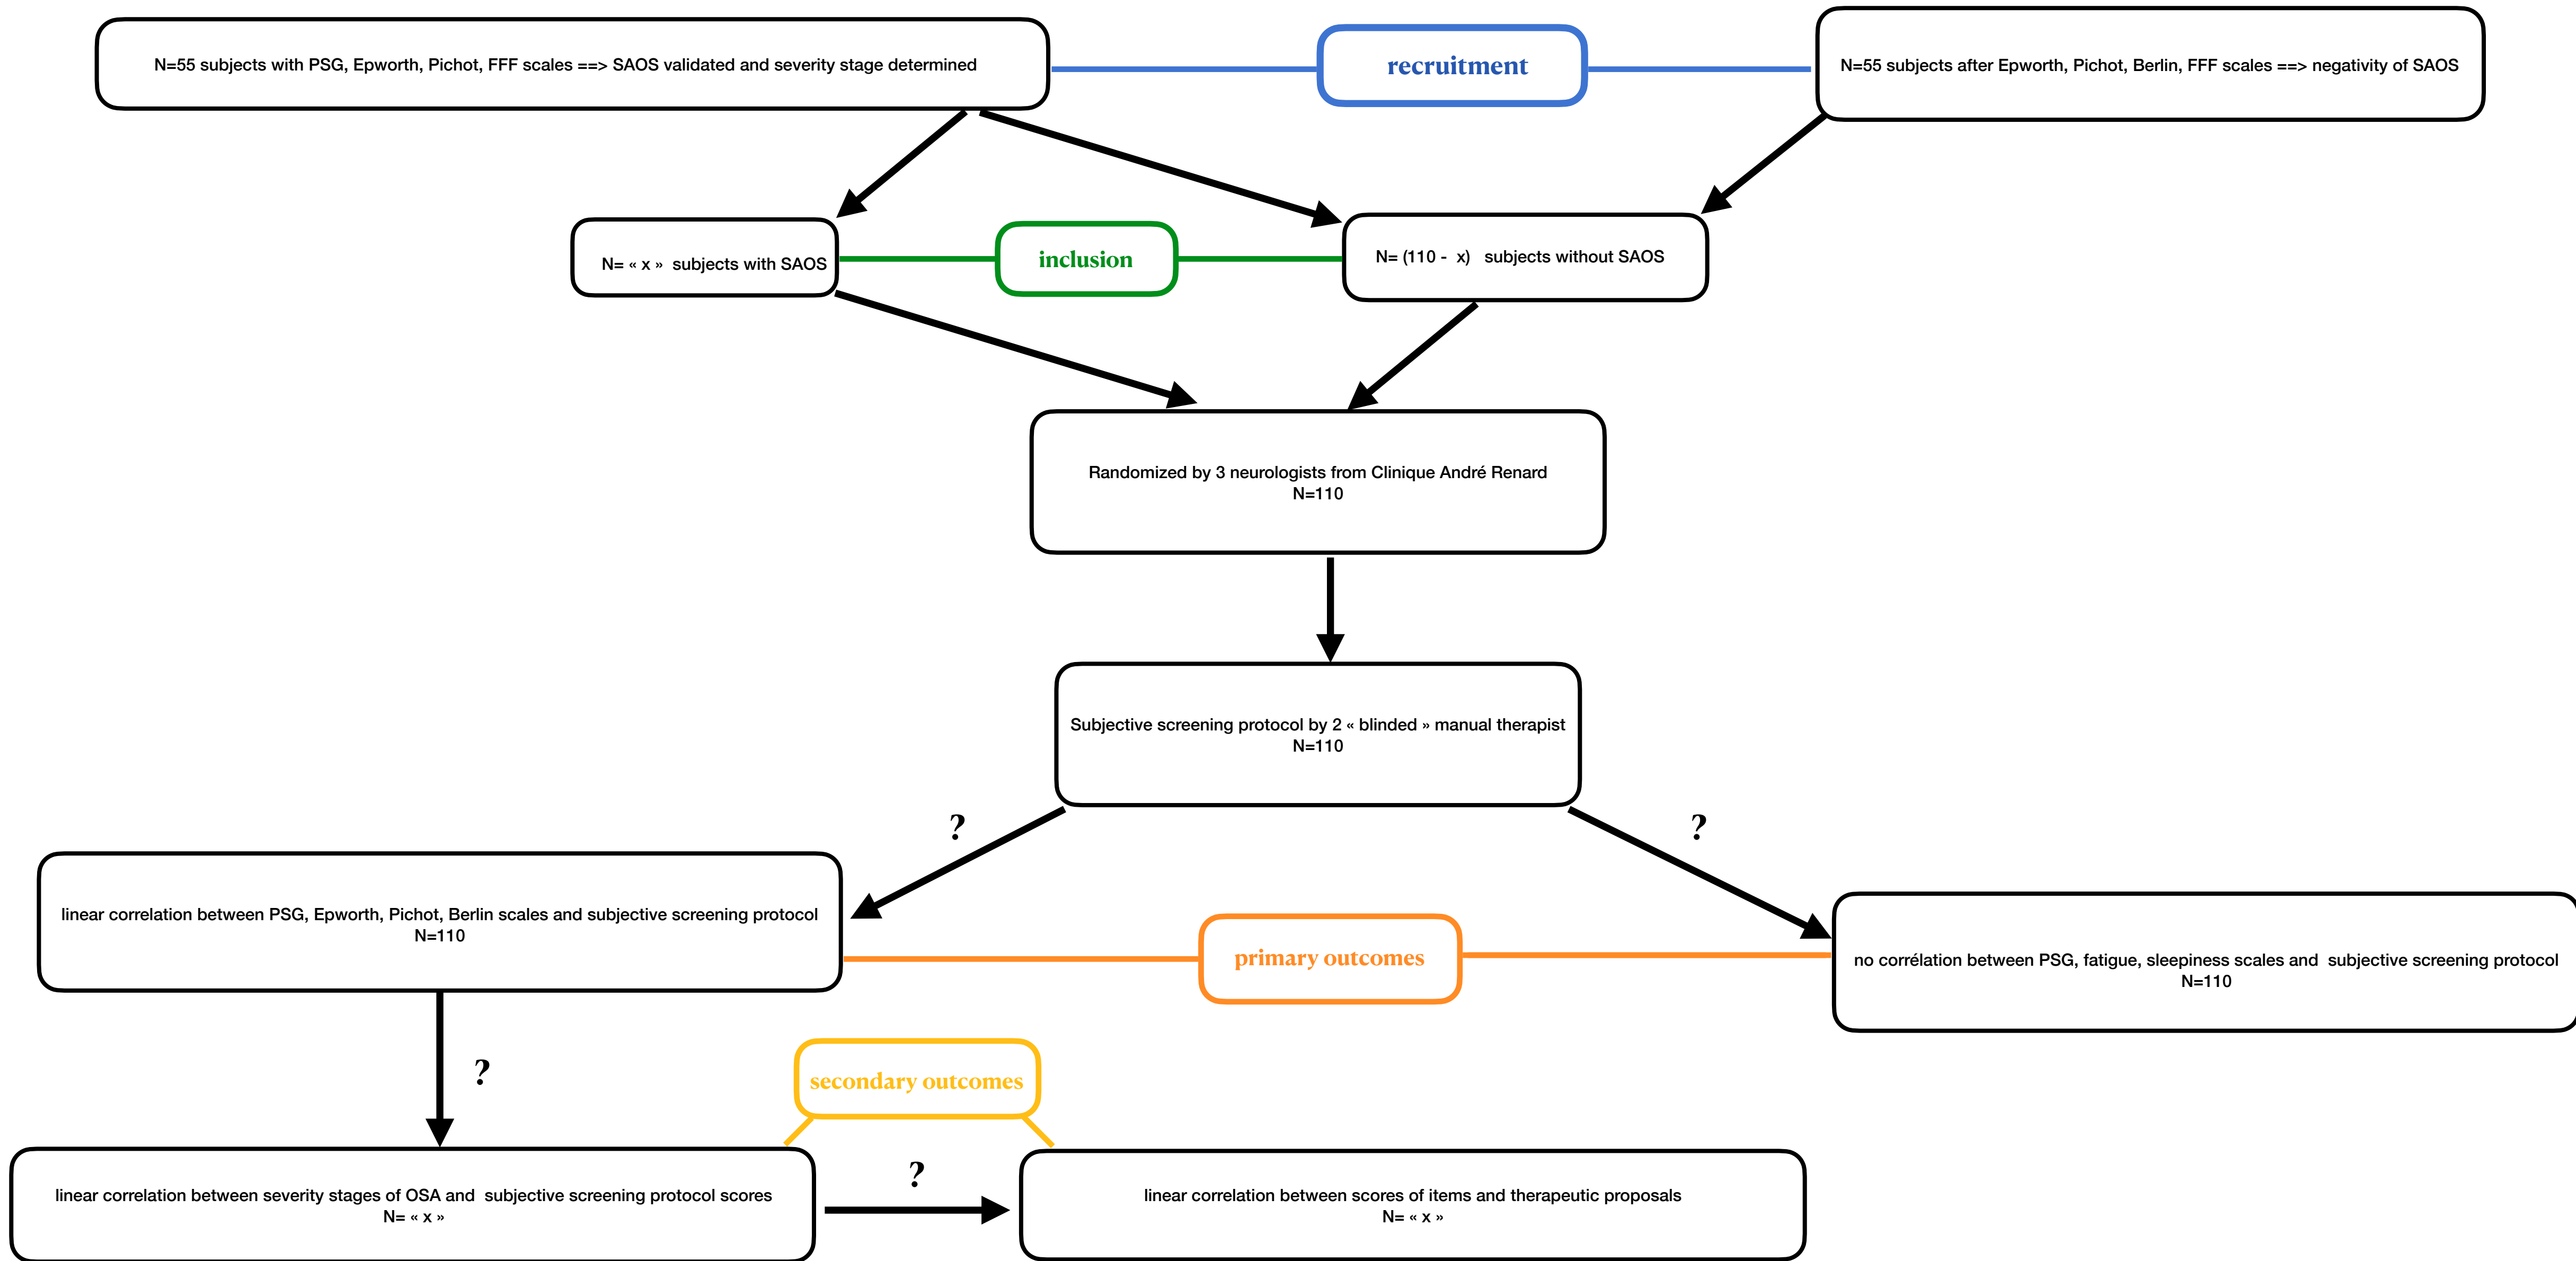 N=55 subjects with PSG, Epworth, Pichot, FFF scales ==> SAOS validated and severity stage determined
recruitment
N=55 subjects after Epworth, Pichot, Berlin, FFF scales ==> negativity of SAOS
N= « x » subjects with SAOS
inclusion
N= (110 - x) subjects without SAOS
Randomized by 3 neurologists from Clinique André Renard
N=110
Subjective screening protocol by 2 « blinded » manual therapist
N=110
?
?
linear correlation between PSG, Epworth, Pichot, Berlin scales and subjective screening protocol
N=110
primary outcomes
no corrélation between PSG, fatigue, sleepiness scales and subjective screening protocol
N=110
?
secondary outcomes
linear correlation between severity stages of OSA and subjective screening protocol scores
N= « x »
?
linear correlation between scores of items and therapeutic proposals
N= « x »